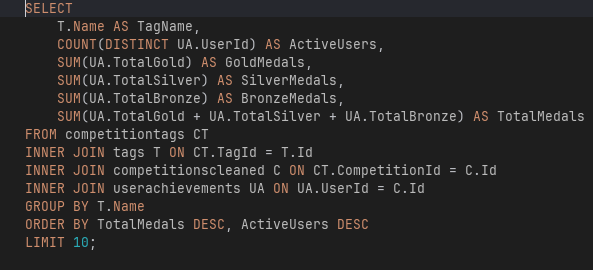 SELECT
    T.Name AS TagName,
    COUNT(DISTINCT UA.UserId) AS ActiveUsers,
    SUM(UA.TotalGold) AS GoldMedals,
    SUM(UA.TotalSilver) AS SilverMedals,
    SUM(UA.TotalBronze) AS BronzeMedals,
    SUM(UA.TotalGold + UA.TotalSilver + UA.TotalBronze) AS TotalMedals
FROM competitiontags CT
INNER JOIN tags T ON CT.TagId = T.Id
INNER JOIN competitionscleaned C ON CT.CompetitionId = C.Id
INNER JOIN userachievements UA ON UA.UserId = C.Id
GROUP BY T.Name
ORDER BY TotalMedals DESC, ActiveUsers DESC
LIMIT 10;